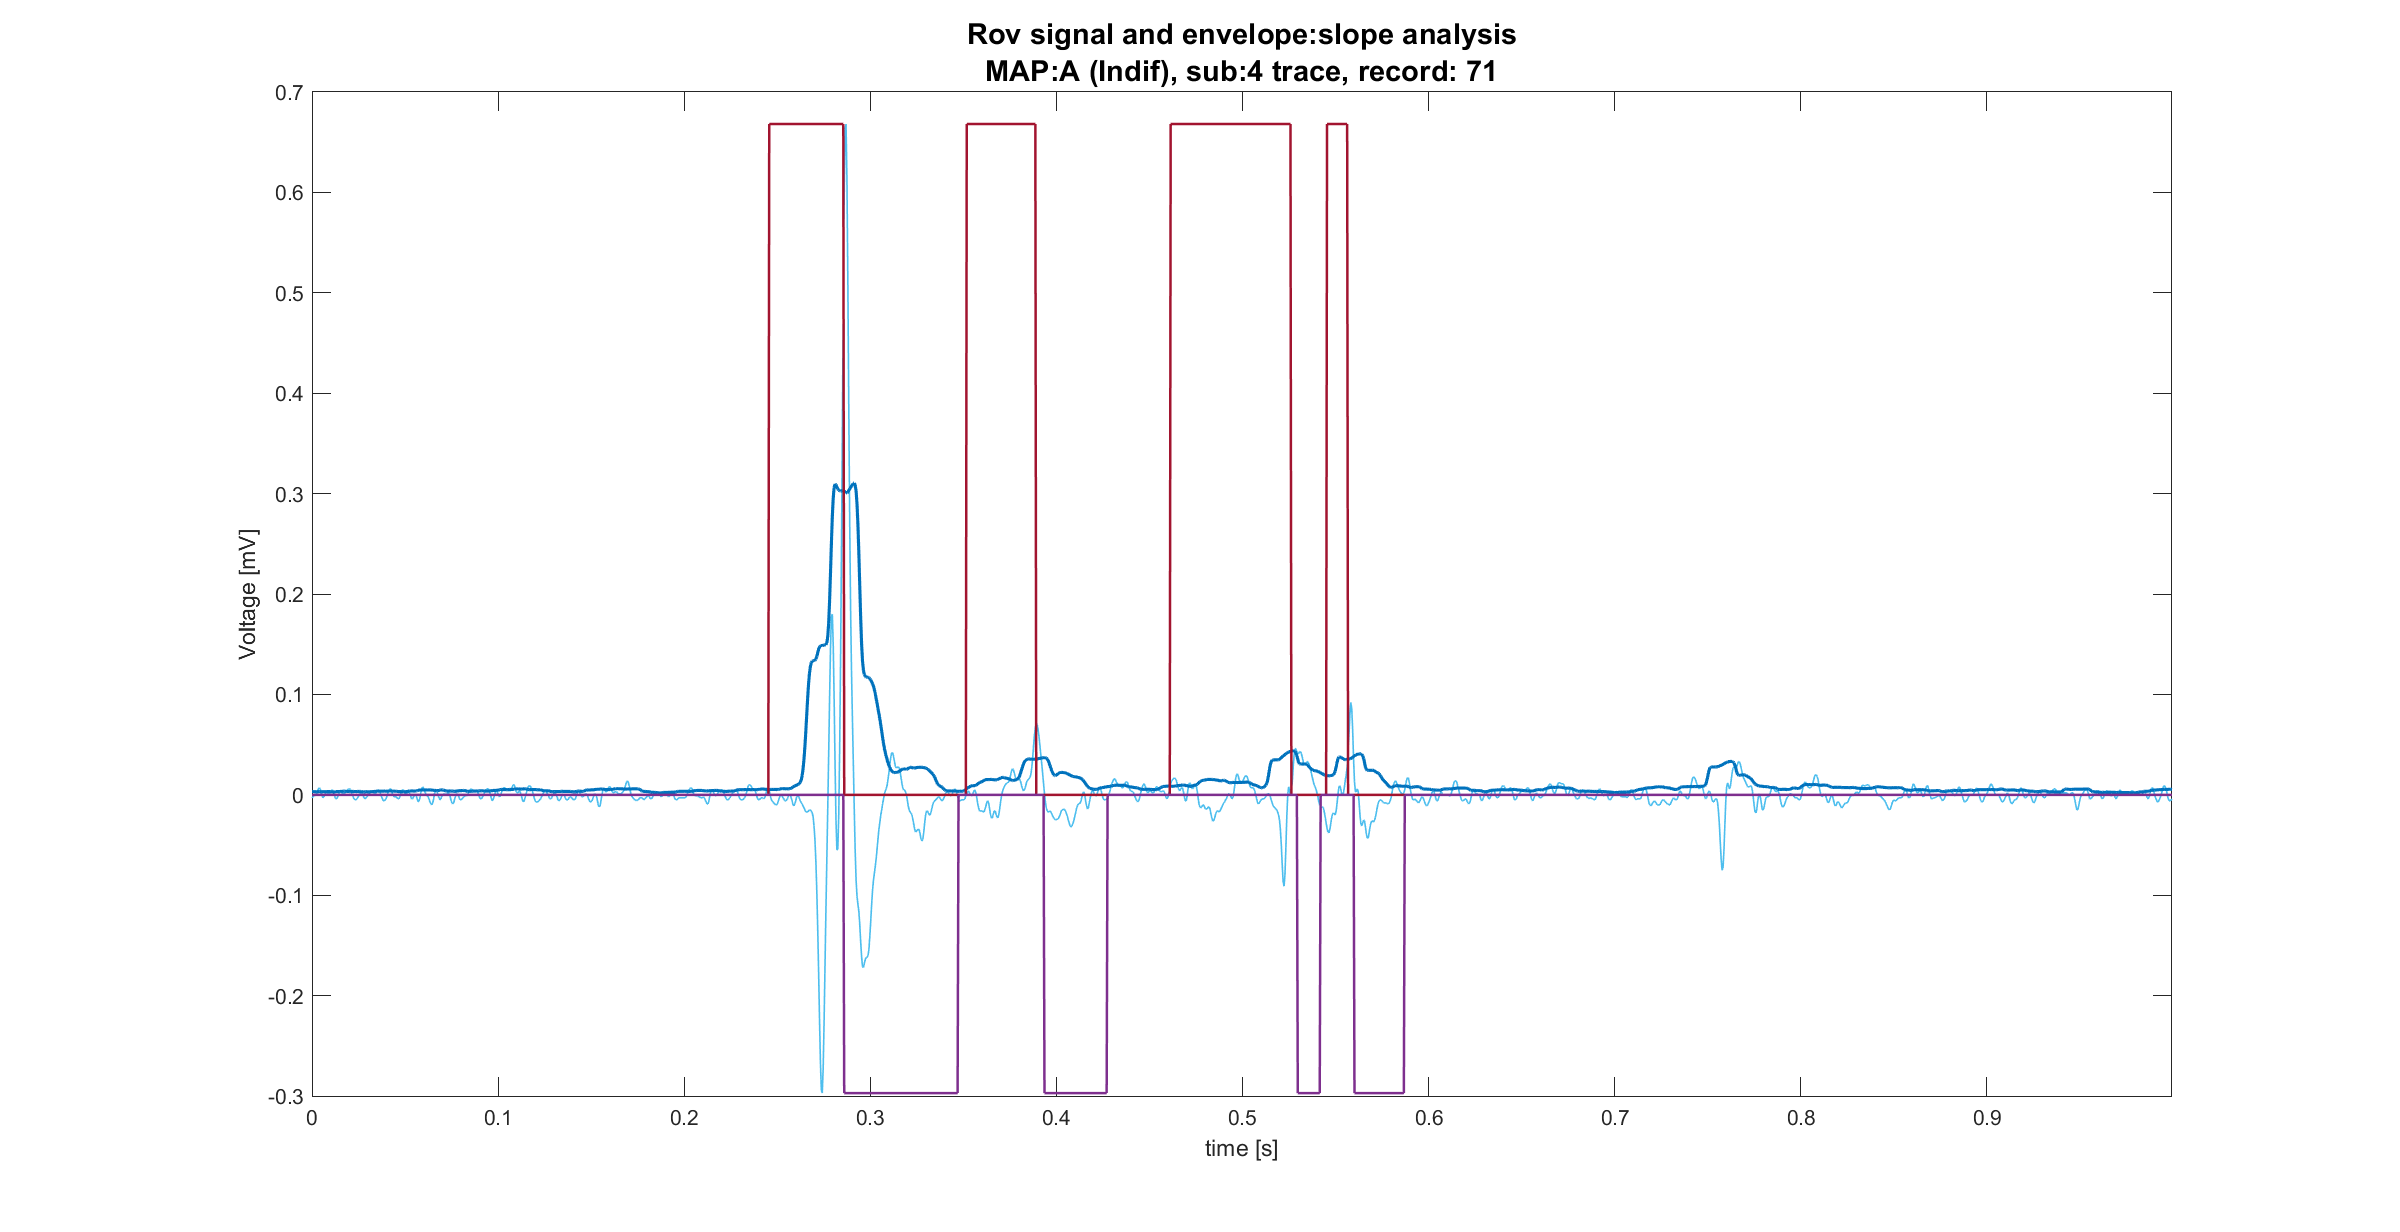 Rov signal and envelope:slope analysis
MAP:A (Indif), sub:4 trace, record: 71
0.7
0.6
0.5
0.4
0.3
0.2
0.1
0
-0.1
-0.2
-0.3
Voltage [mV]
0 0.1 0.2 0.3 0.4 0.5 0.6 0.7 0.8 0.9
time [s]